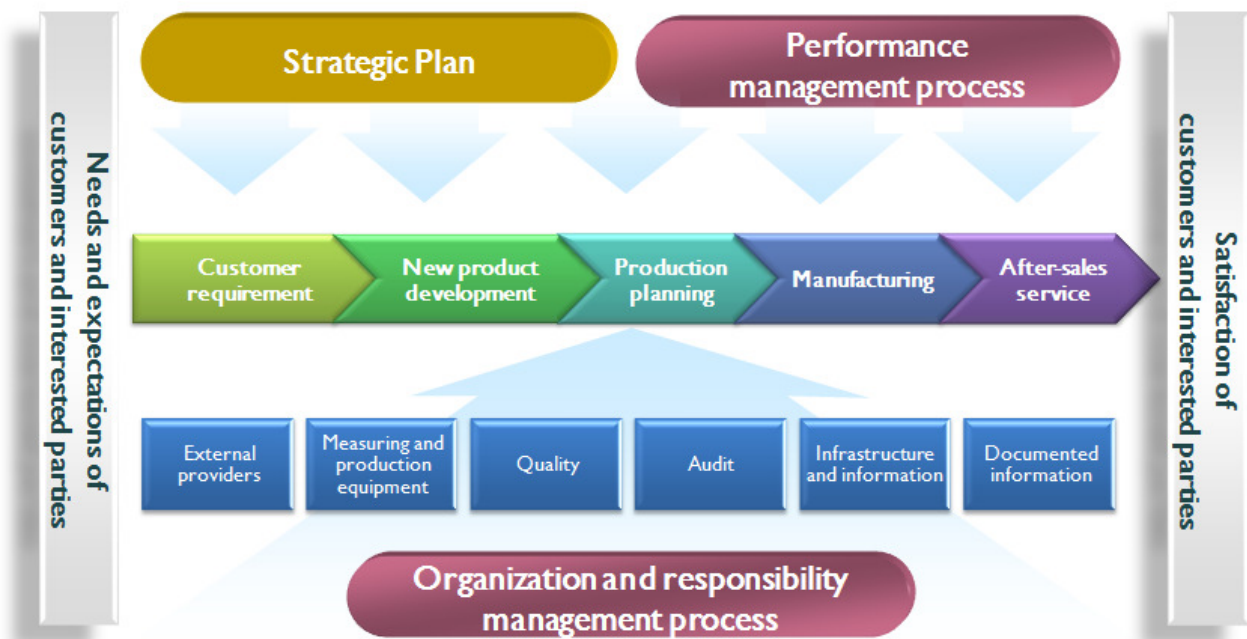 Needs and expectations of
customers and interested parties
Strategic Plan
Performance
management process
Customer
requirement
New product
development
Production
planning
Manufacturing
After-sales
service
External
providers
Measuring and
production
equipment
Quality
Audit
Infrastructure
and information
Documented
information
Organization and responsibility
management process
Satisfaction of
customers and interested parties